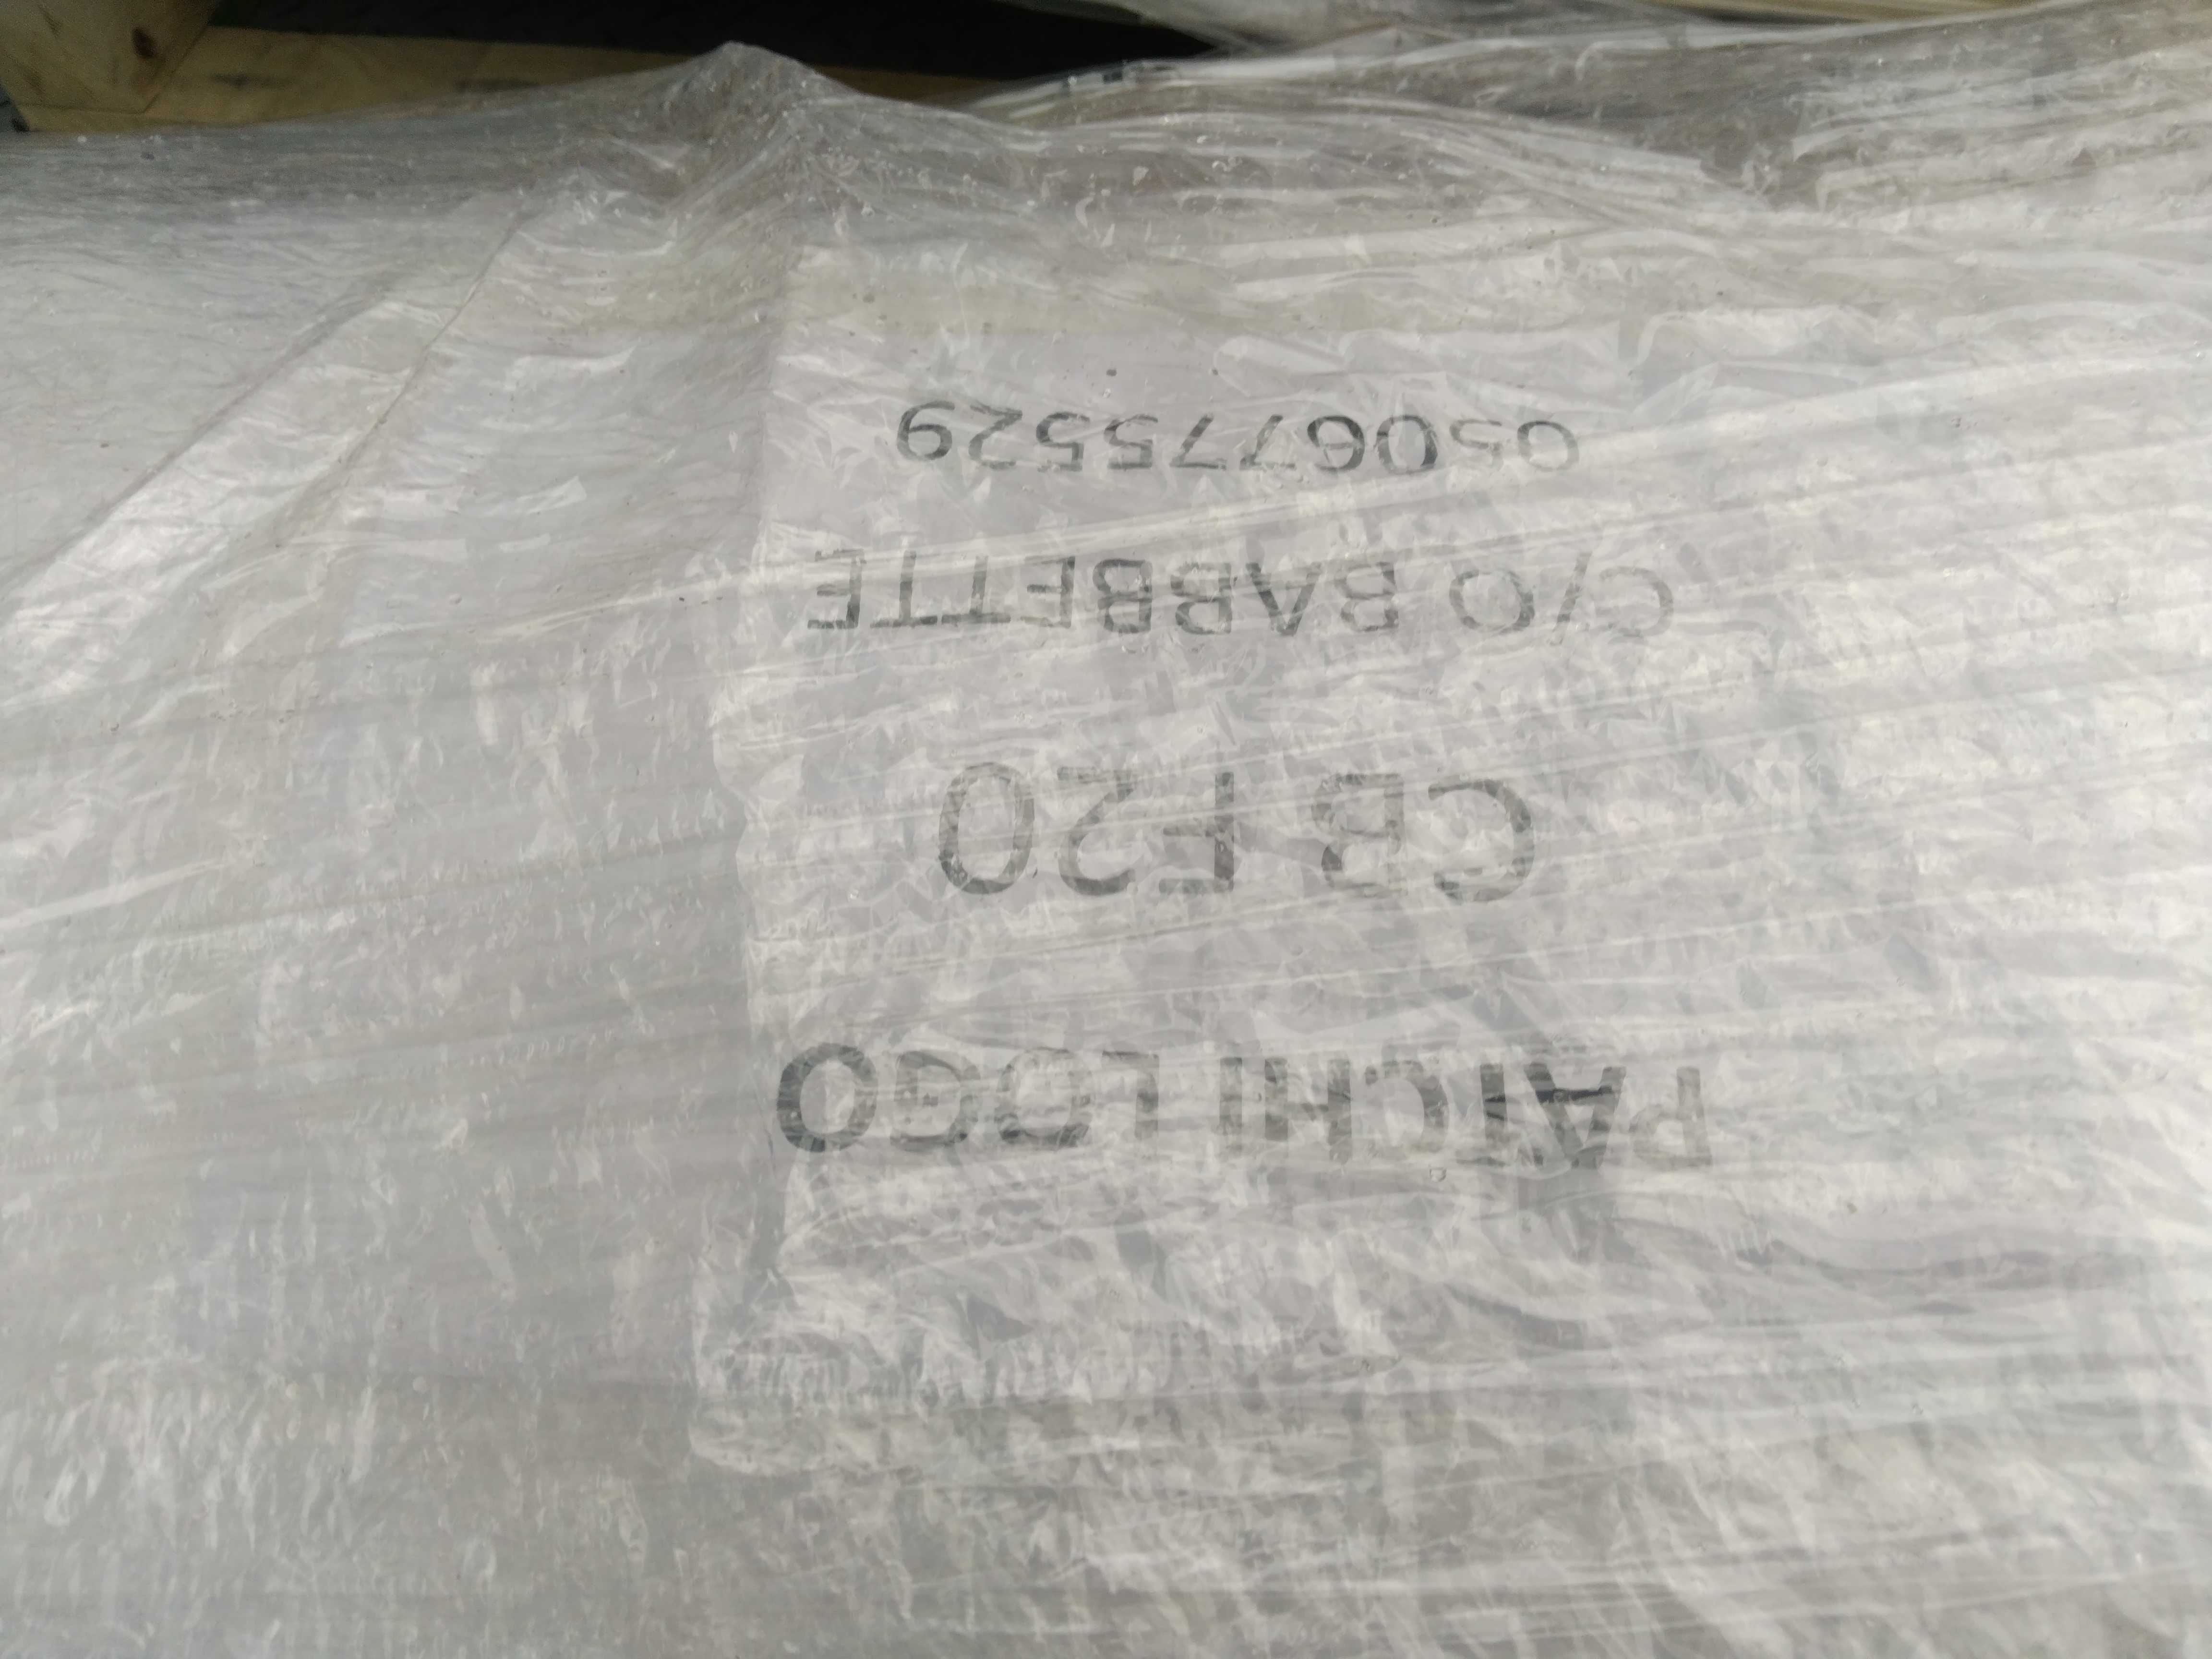 PATCHI LOGO
CB F20
C/O BABBETTE
0506775529